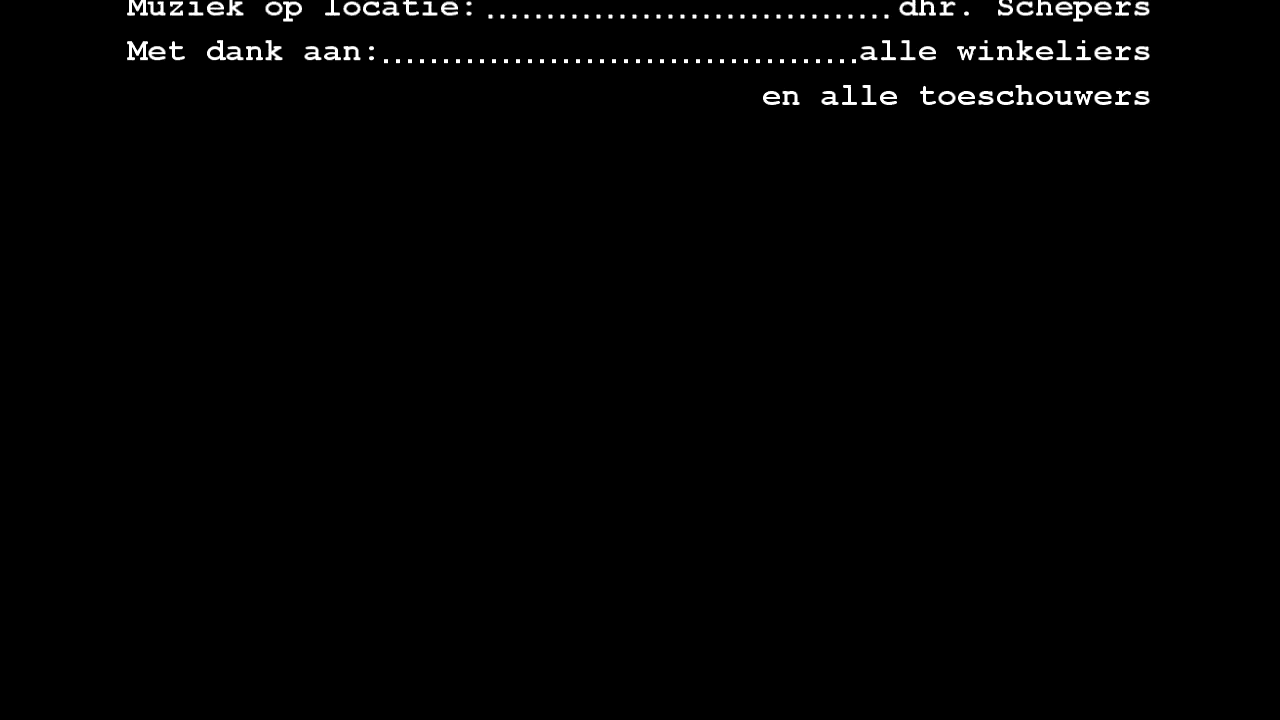 Muziek op locatie:..................................dhr. Schepers
Met dank aan:........................................alle winkeliers
en alle toeschouwers